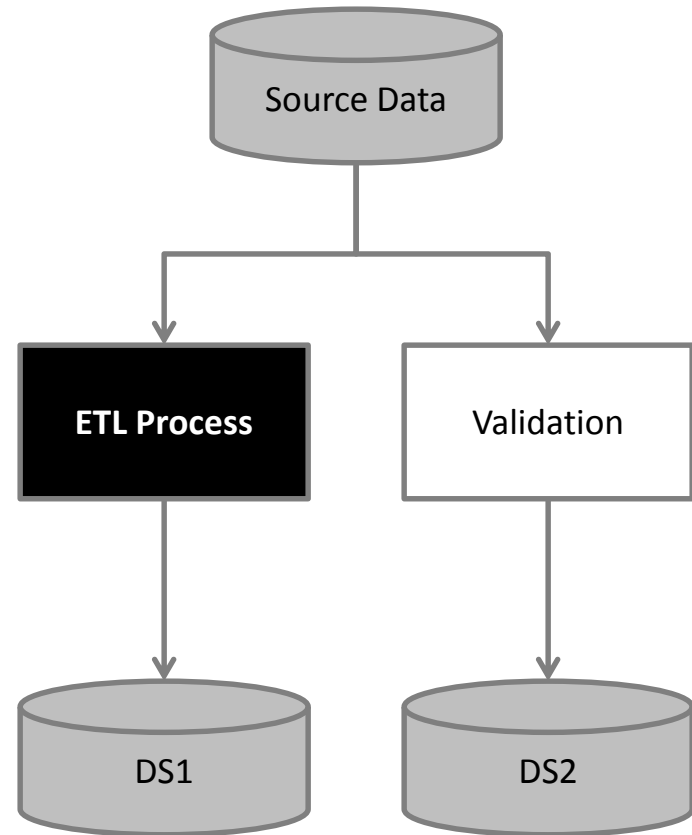 Source Data
ETL Process
Validation
DS1
DS2